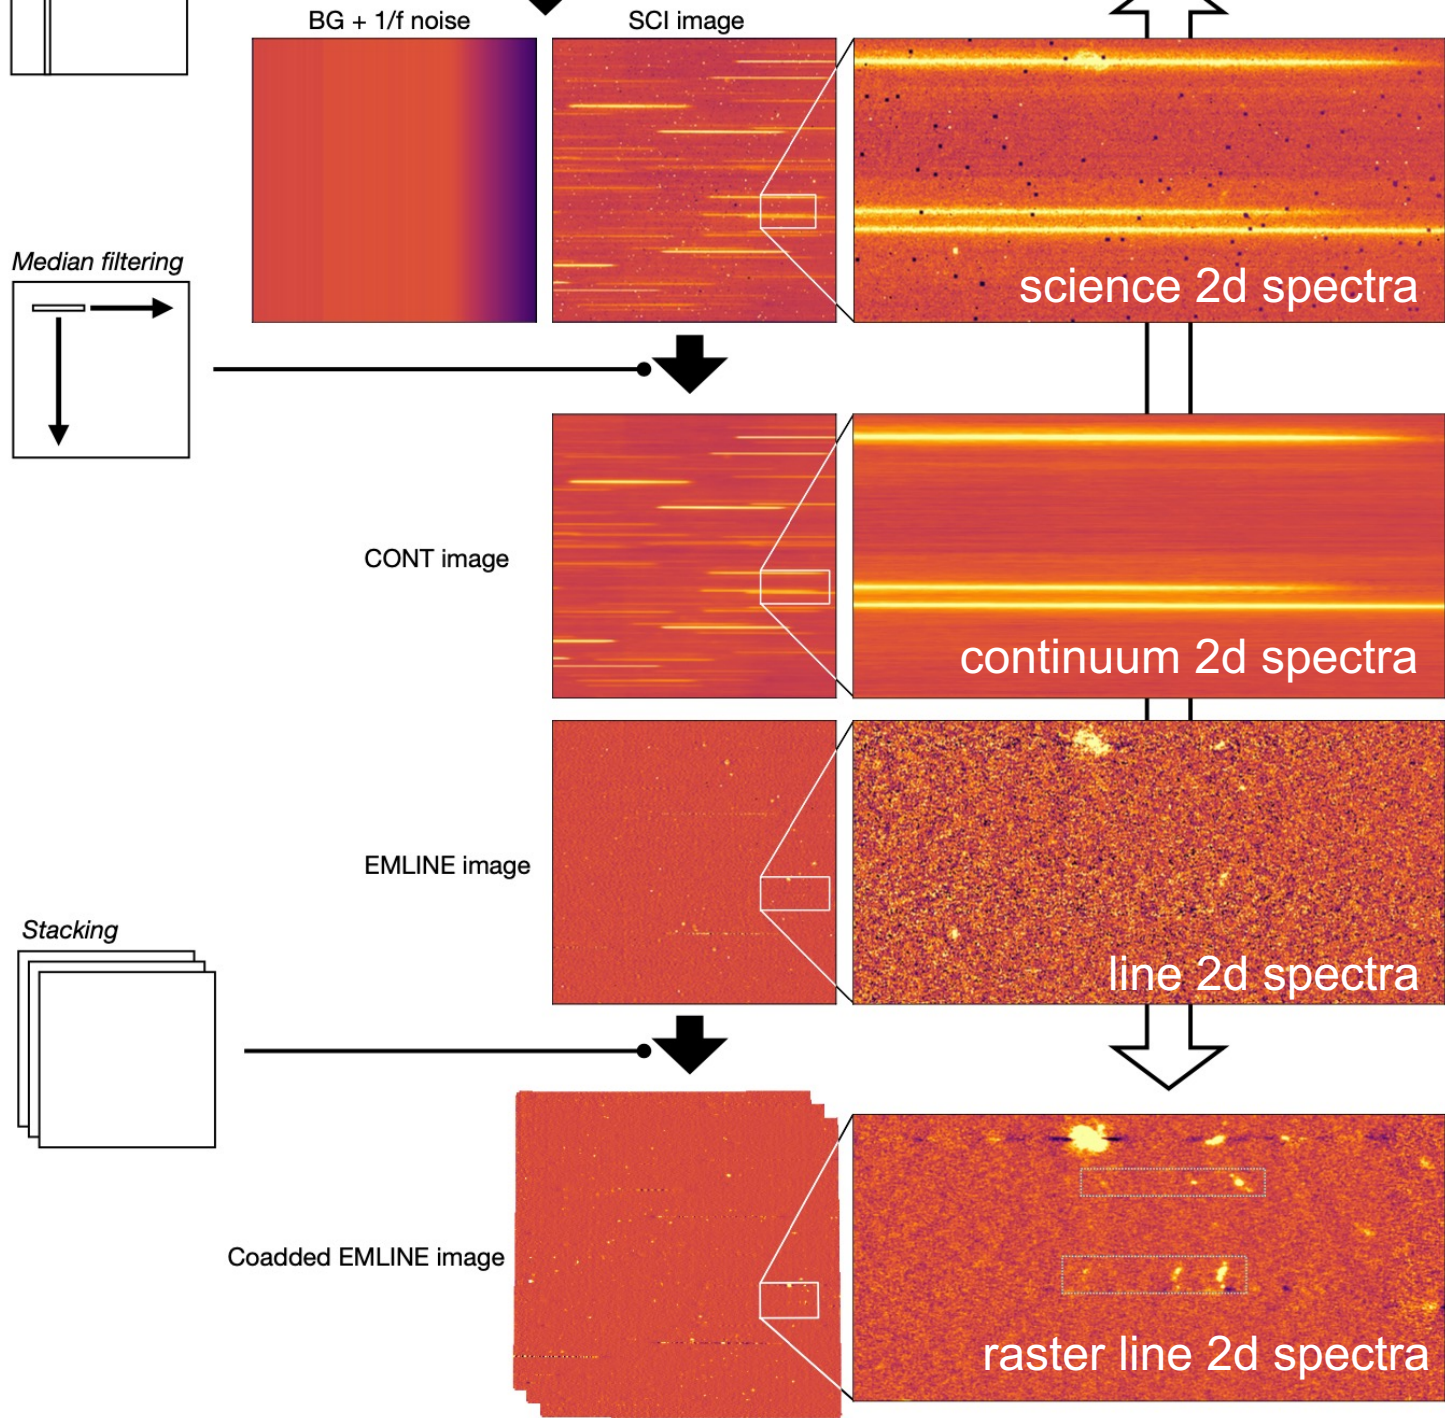 BG + 1/f noise
SCI image
science 2d spectra
Median filtering
CONT image
continuum 2d spectra
EMLINE image
line 2d spectra
Stacking
Coadded EMLINE image
raster line 2d spectra